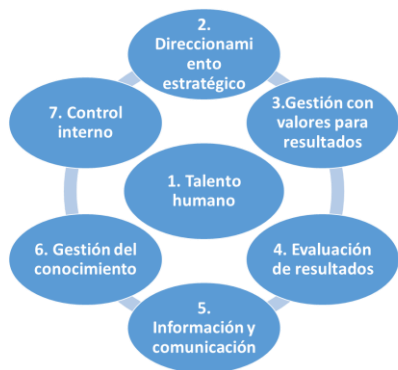 2.
Direccionami
ento
estratégico
3.Gestión con
valores para
resultados
7. Control
interno
1. Talento
humano
6. Gestión del
conocimiento
4. Evaluación
de resultados
5.
Información y
comunicación